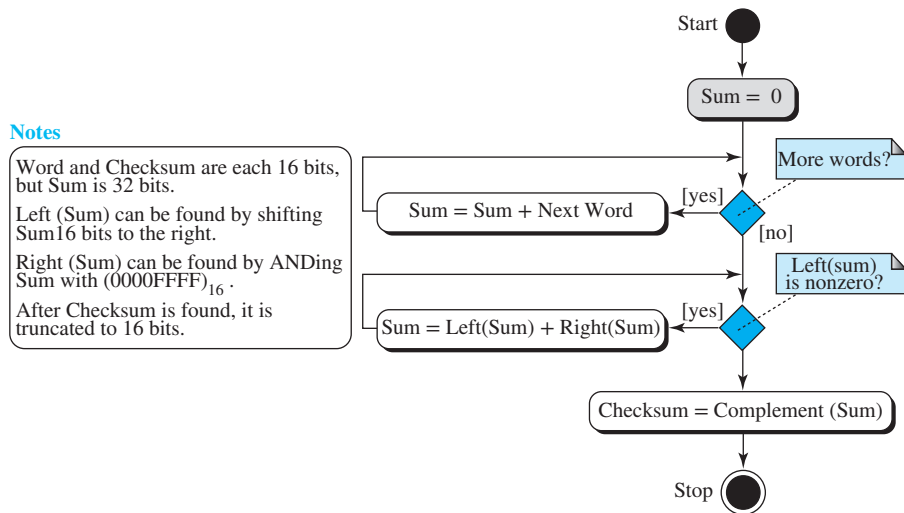 Start
Sum = 0
Notes
Word and Checksum are each 16 bits,
but Sum is 32 bits.
Left (Sum) can be found by shifting
Sum16 bits to the right.
Right (Sum) can be found by ANDing
Sum with (0000FFFF)16 .
After Checksum is found, it is
truncated to 16 bits.
More words?
Sum = Sum + Next Word
[yes]
[no]
Left(sum)
is nonzero?
Sum = Left(Sum) + Right(Sum)
[yes]
Checksum = Complement (Sum)
Stop